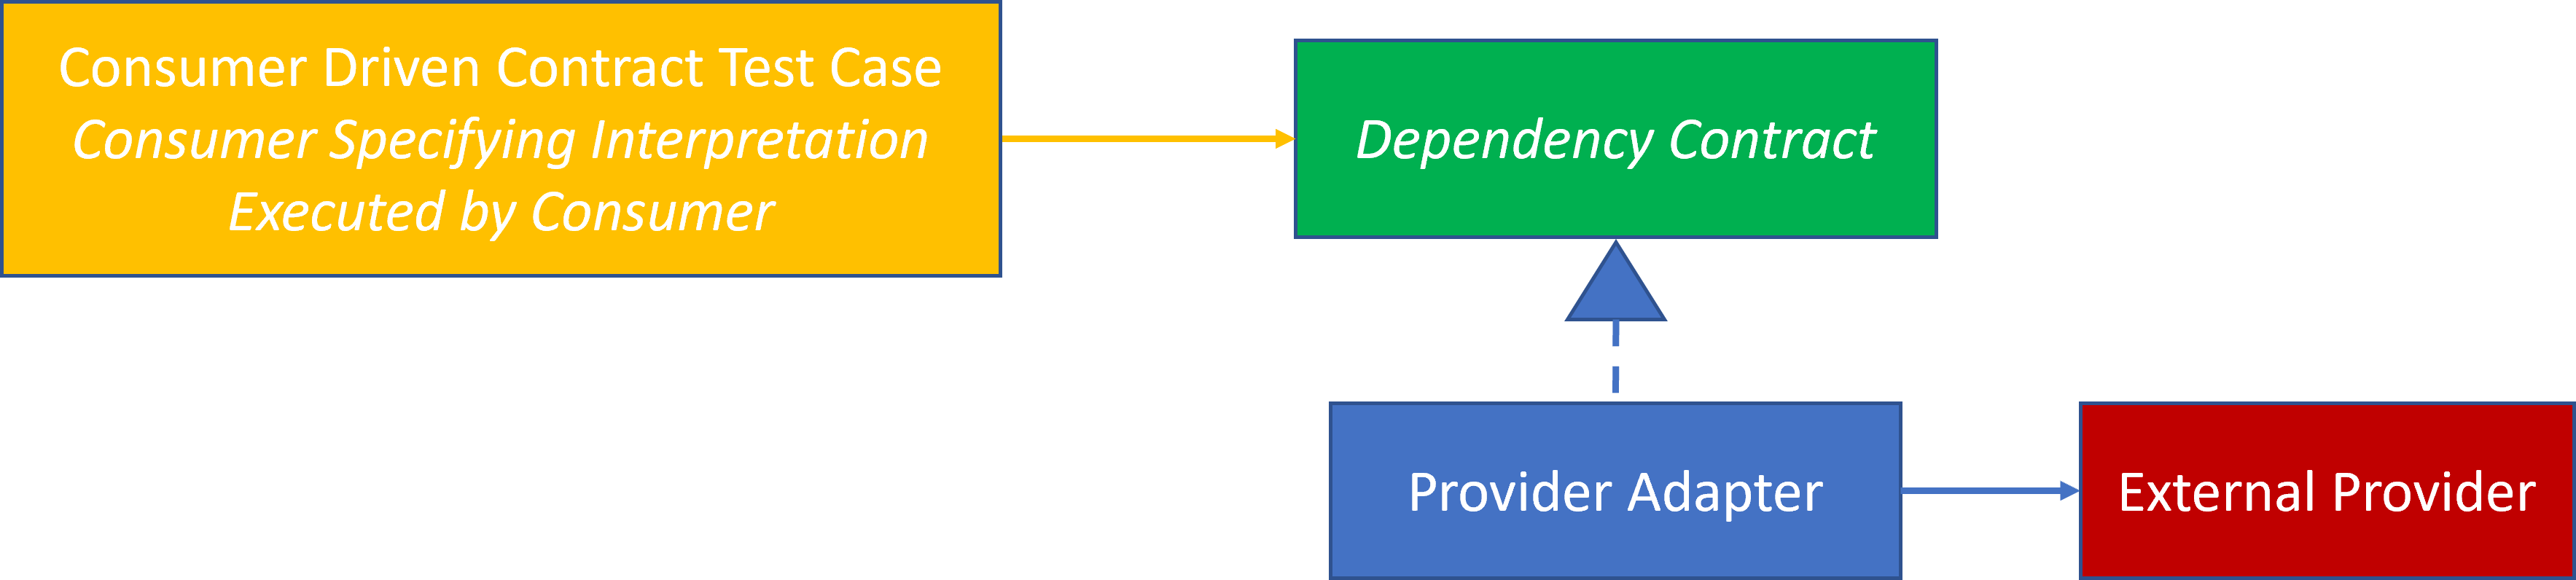 Consumer Driven Contract Test Case
Consumer Specifying Interpretation
Executed by Consumer
Dependency Contract
Provider Adapter
External Provider